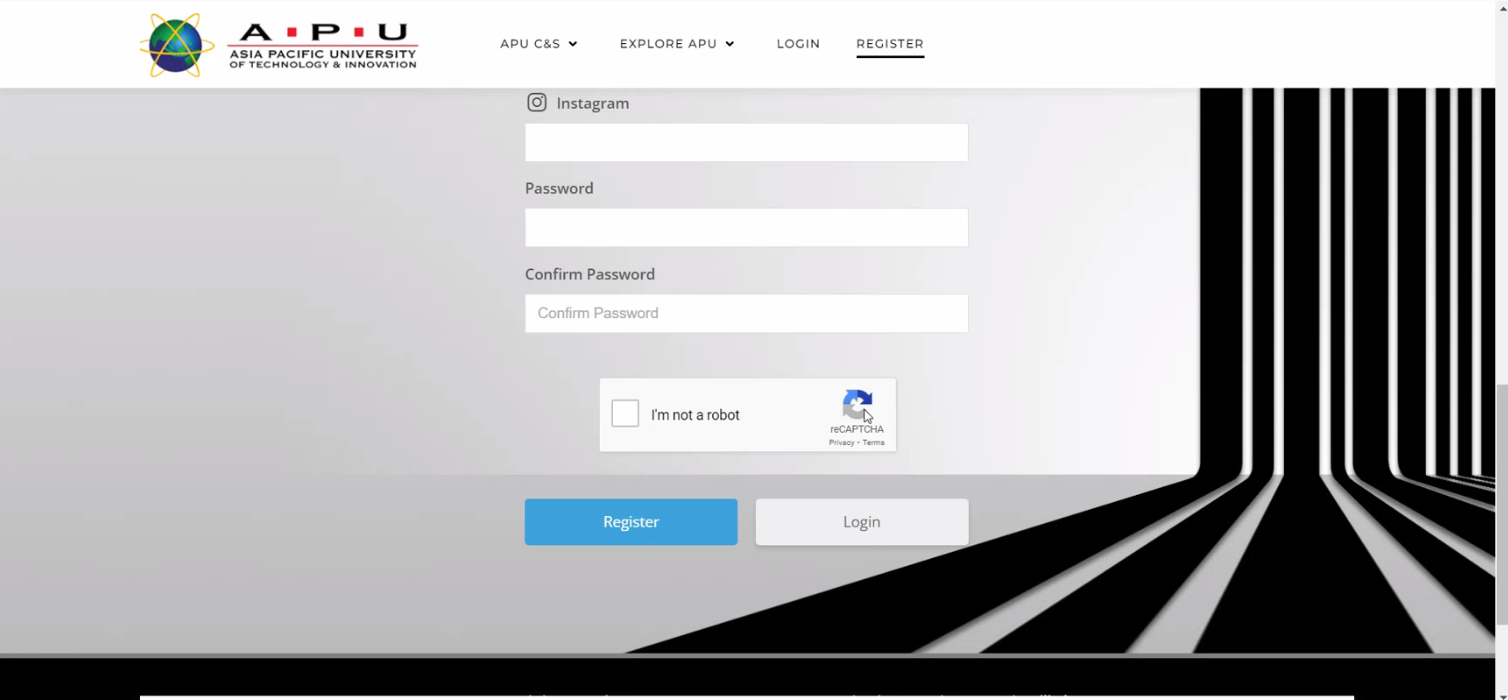 A·P·U
ASIA PACIFIC UNIVERSITY
OF TECHNOLOGY & INNOVATION
APU C&S
EXPLORE APU
LOGIN
REGISTER
Instagram
Password
Confirm Password
Confirm Password
I'm not a robot
reCAPTCHA
Privacy - Terms
Register
Login